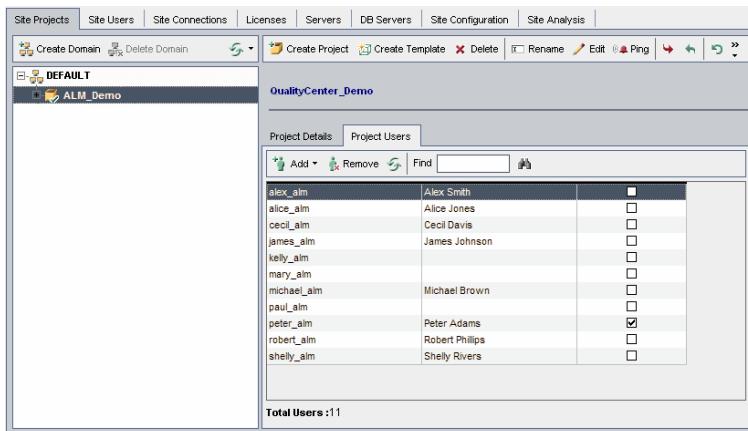 Site Projects Site Users Site Connections Licenses Servers DB Servers Site Configuration Site Analysis
Create Domain Delete Domain Create Project Create Template Delete Rename Edit Ping
DEFAULT
ALM_Demo
QualityCenter_Demo
Project Details Project Users
Add Remove Find
alex_alm Alex Smith
alice_alm Alice Jones
cecil_alm Cecil Davis
james_alm James Johnson
kelly_alm
mary_alm
michael_alm Michael Brown
paul_alm
peter_alm Peter Adams
robert_alm Robert Phillips
shelly_alm Shelly Rivers
Total Users :11